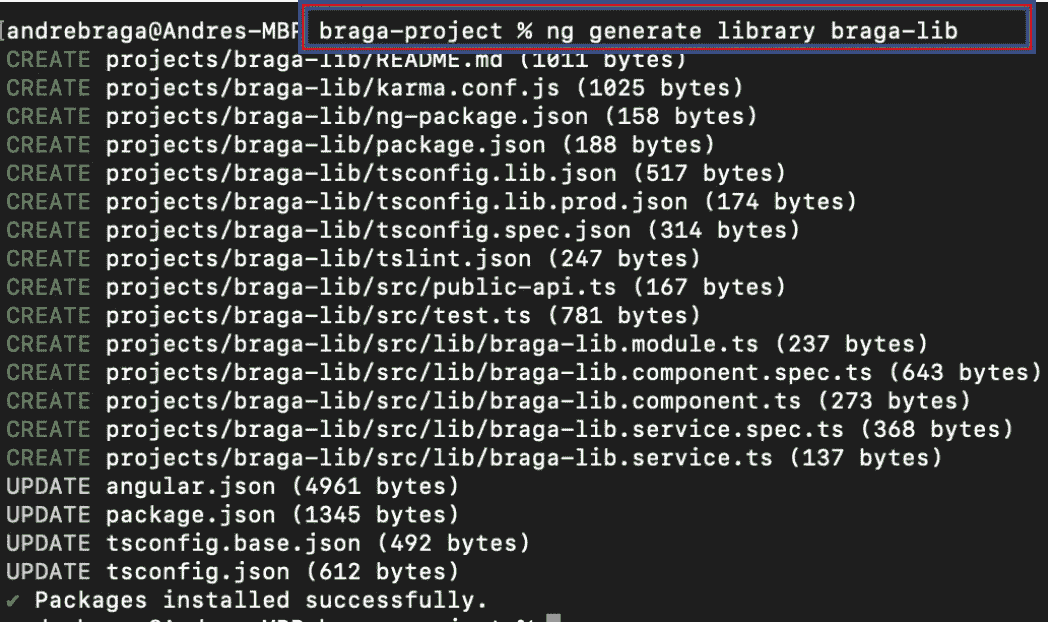 [andrebraga@Andres-MBP braga-project % ng generate library braga-lib
CREATE projects/braga-lib/README.md (1011 bytes)
CREATE projects/braga-lib/karma.conf.js (1025 bytes)
CREATE projects/braga-lib/ng-package.json (158 bytes)
CREATE projects/braga-lib/package.json (188 bytes)
CREATE projects/braga-lib/tsconfig.lib.json (517 bytes)
CREATE projects/braga-lib/tsconfig.lib.prod.json (174 bytes)
CREATE projects/braga-lib/tsconfig.spec.json (314 bytes)
CREATE projects/braga-lib/tslint.json (247 bytes)
CREATE projects/braga-lib/src/public-api.ts (167 bytes)
CREATE projects/braga-lib/src/test.ts (781 bytes)
CREATE projects/braga-lib/src/lib/braga-lib.module.ts (237 bytes)
CREATE projects/braga-lib/src/lib/braga-lib.component.spec.ts (643 bytes)
CREATE projects/braga-lib/src/lib/braga-lib.component.ts (273 bytes)
CREATE projects/braga-lib/src/lib/braga-lib.service.spec.ts (368 bytes)
CREATE projects/braga-lib/src/lib/braga-lib.service.ts (137 bytes)
UPDATE angular.json (4961 bytes)
UPDATE package.json (1345 bytes)
UPDATE tsconfig.base.json (492 bytes)
UPDATE tsconfig.json (612 bytes)
✔ Packages installed successfully.